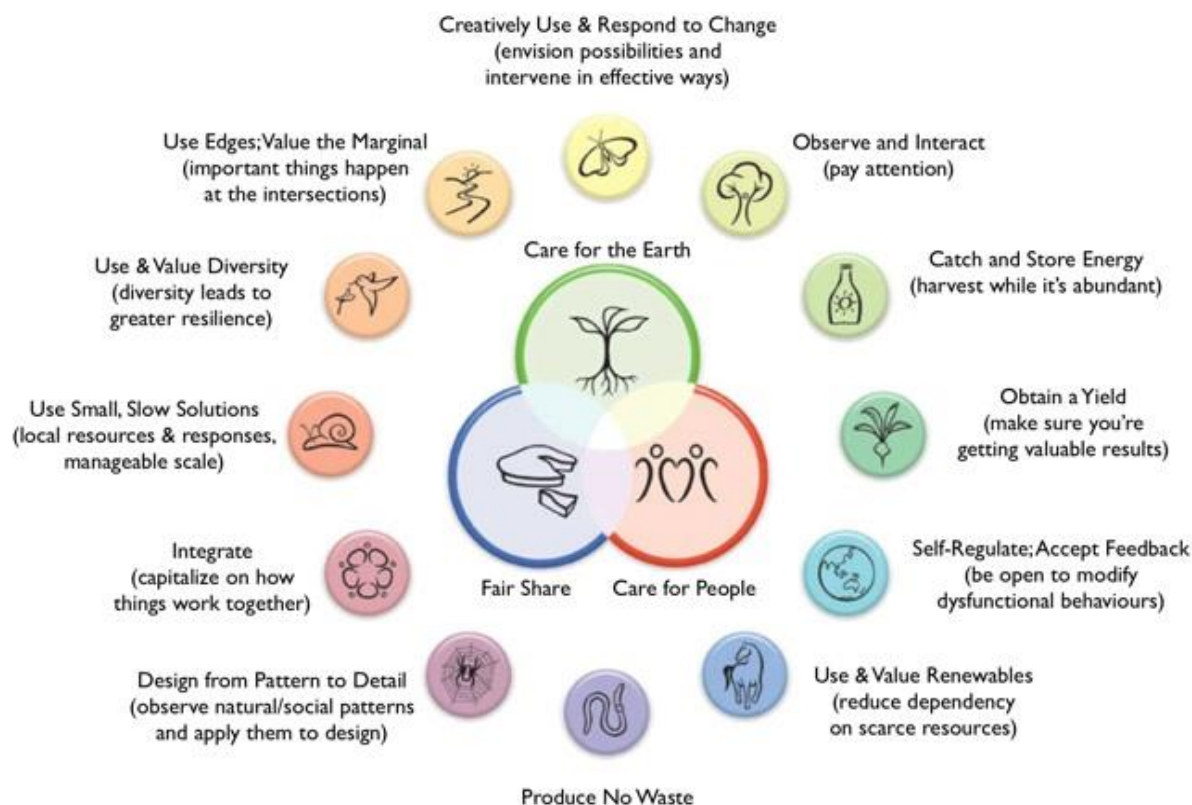 Creatively Use & Respond to Change
(envision possibilities and
intervene in effective ways)
Use Edges; Value the Marginal
(important things happen
at the intersections)
Observe and Interact
(pay attention)
Care for the Earth
Use & Value Diversity
(diversity leads to
greater resilience)
Catch and Store Energy
(harvest while it's abundant)
Use Small, Slow Solutions
(local resources & responses,
manageable scale)
Obtain a Yield
(make sure you're
getting valuable results)
Integrate
(capitalize on how
things work together)
Fair Share
Care for People
Self-Regulate; Accept Feedback
(be open to modify
dysfunctional behaviours)
Design from Pattern to Detail
(observe natural/social patterns
and apply them to design)
Use & Value Renewables
(reduce dependency
on scarce resources)
Produce No Waste